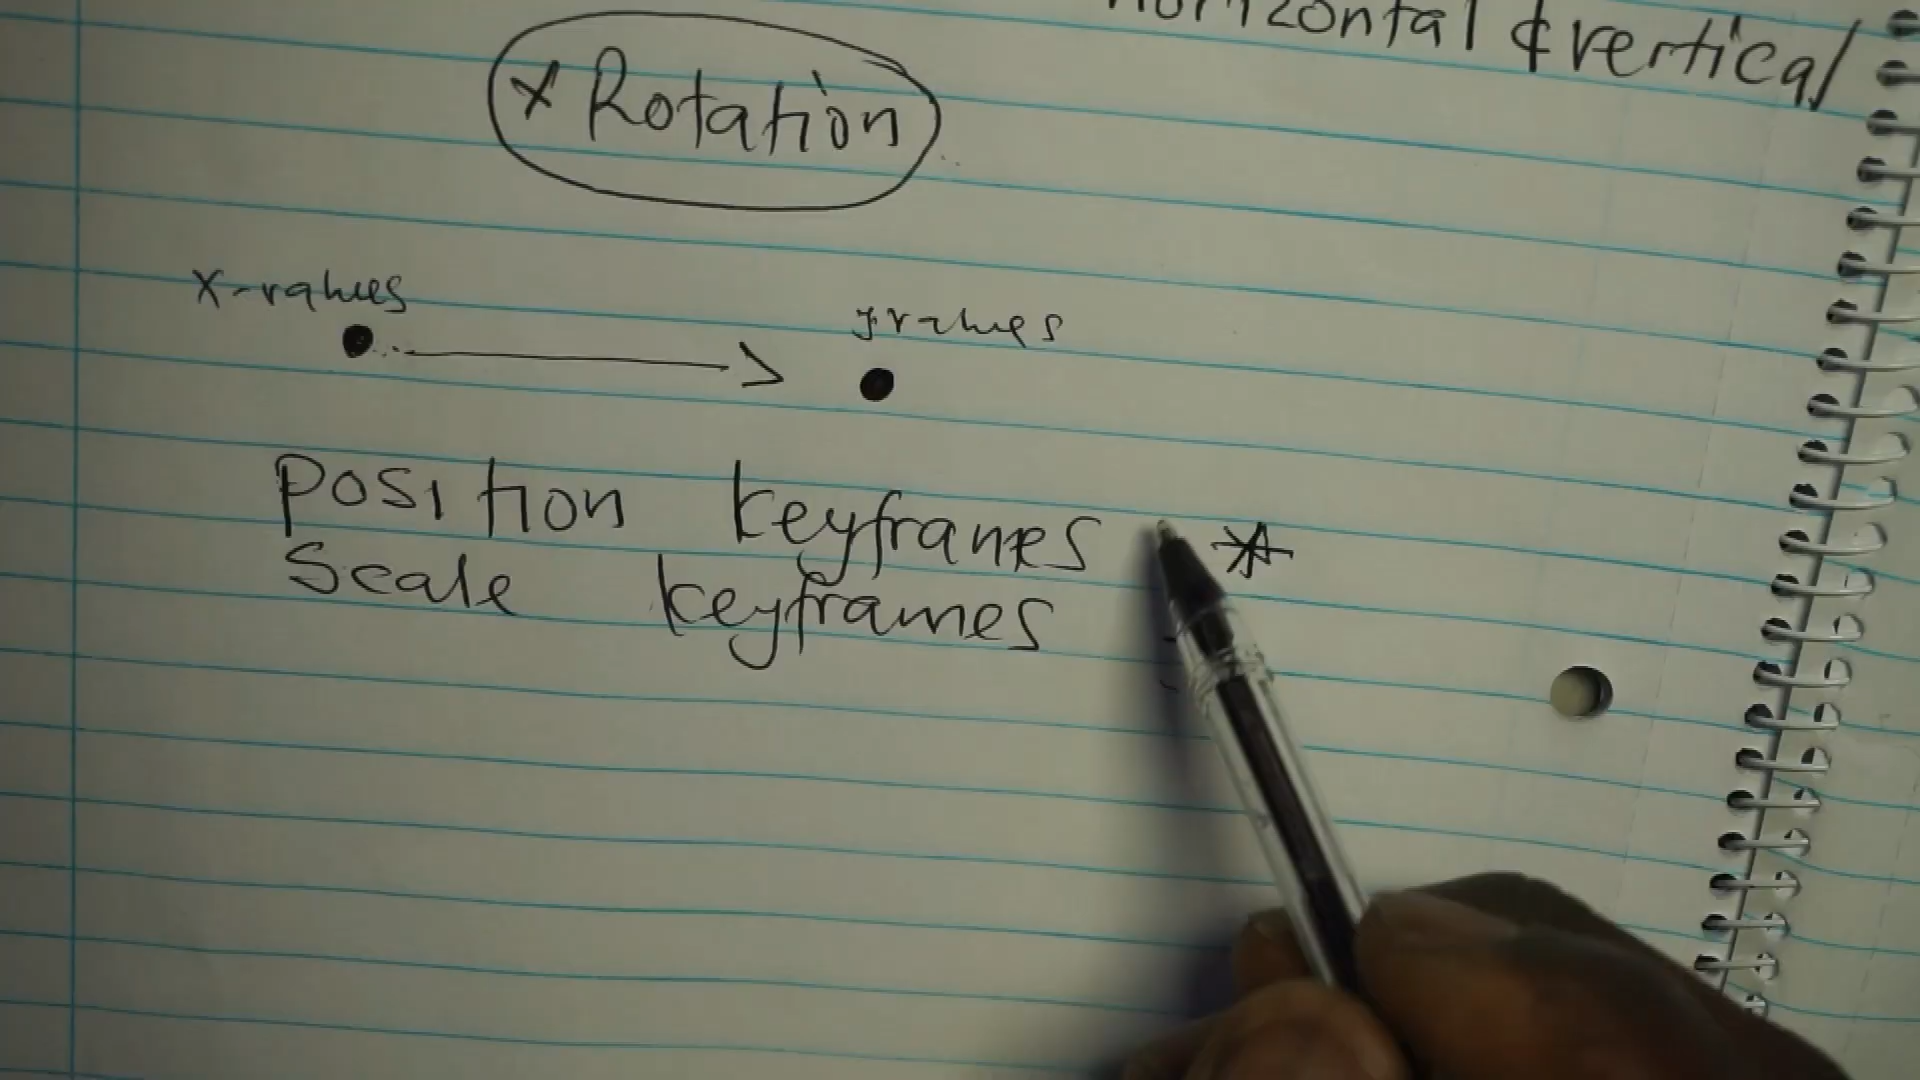 horizontal & vertical
* Rotation
X-values
y values
Position keyframes *
Scale keyframes